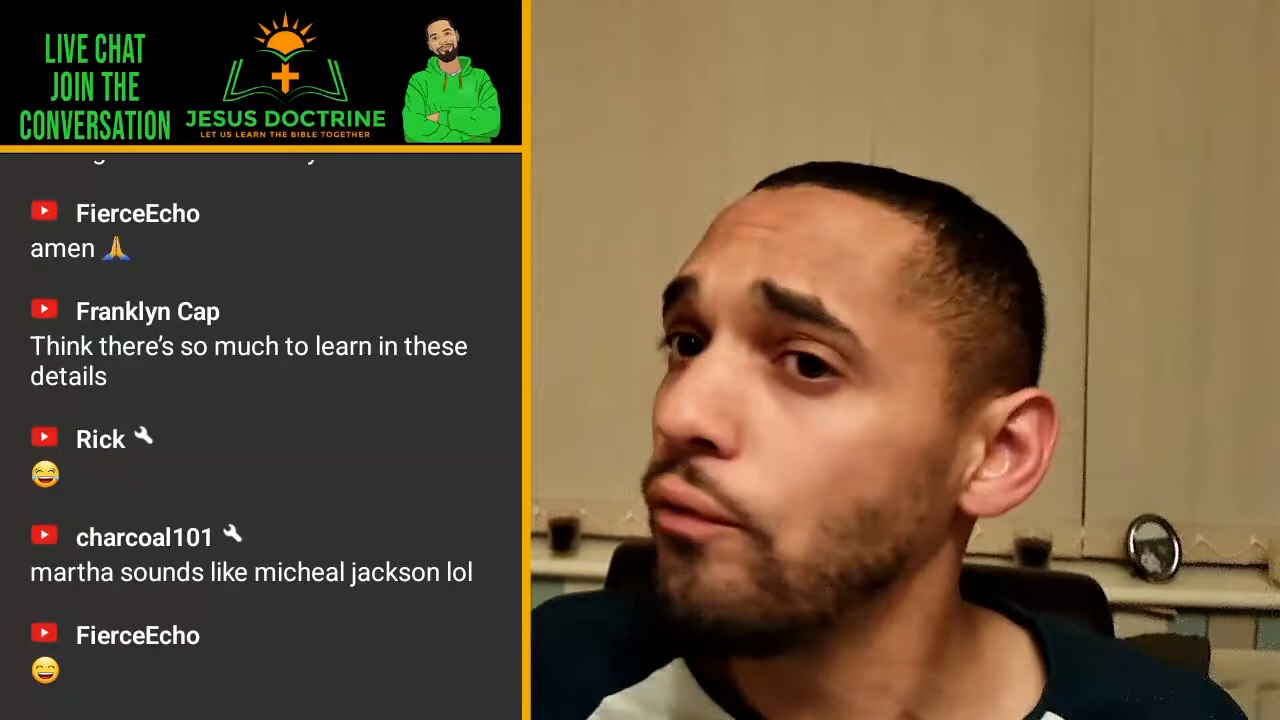 LIVE CHAT
JOIN THE
CONVERSATION
JESUS DOCTRINE
LET US LEARN THE BIBLE TOGETHER
FierceEcho
amen 🙏
Franklyn Cap
Think there’s so much to learn in these
details
Rick
😂
charcoal101
martha sounds like micheal jackson lol
FierceEcho
😄